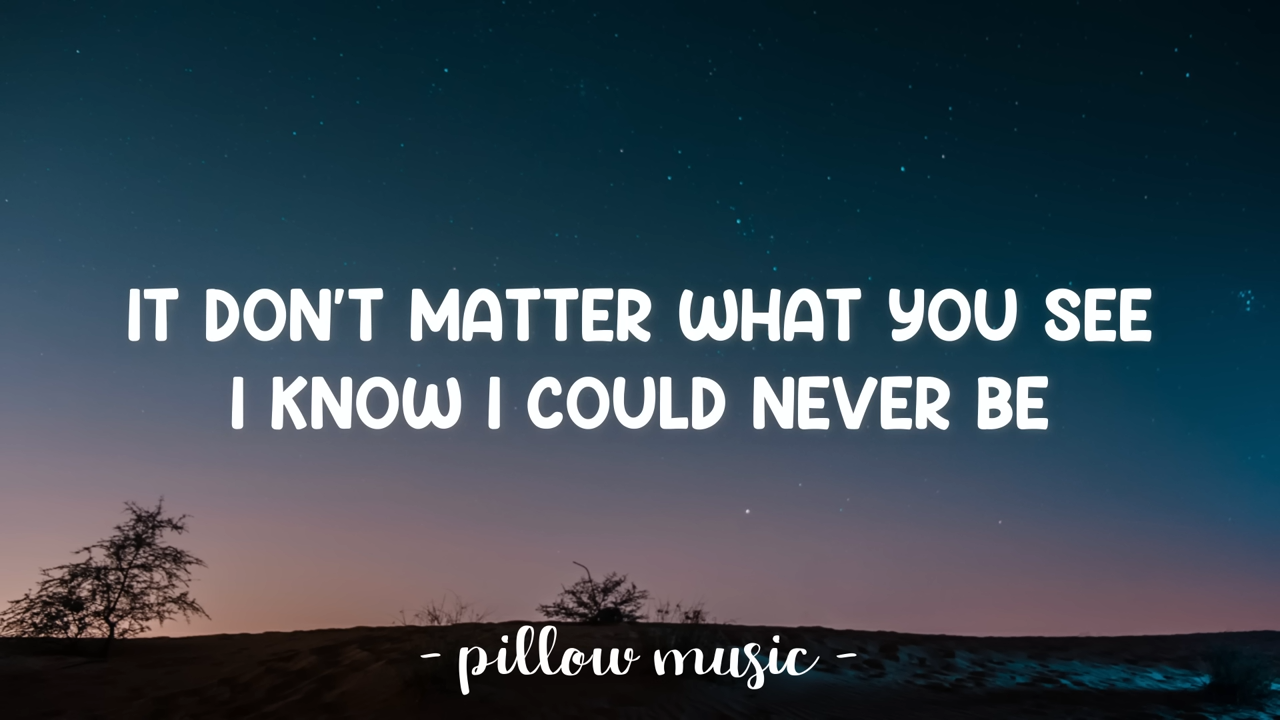 IT DON'T MATTER WHAT YOU SEE
I KNOW I COULD NEVER BE
- pillow music -